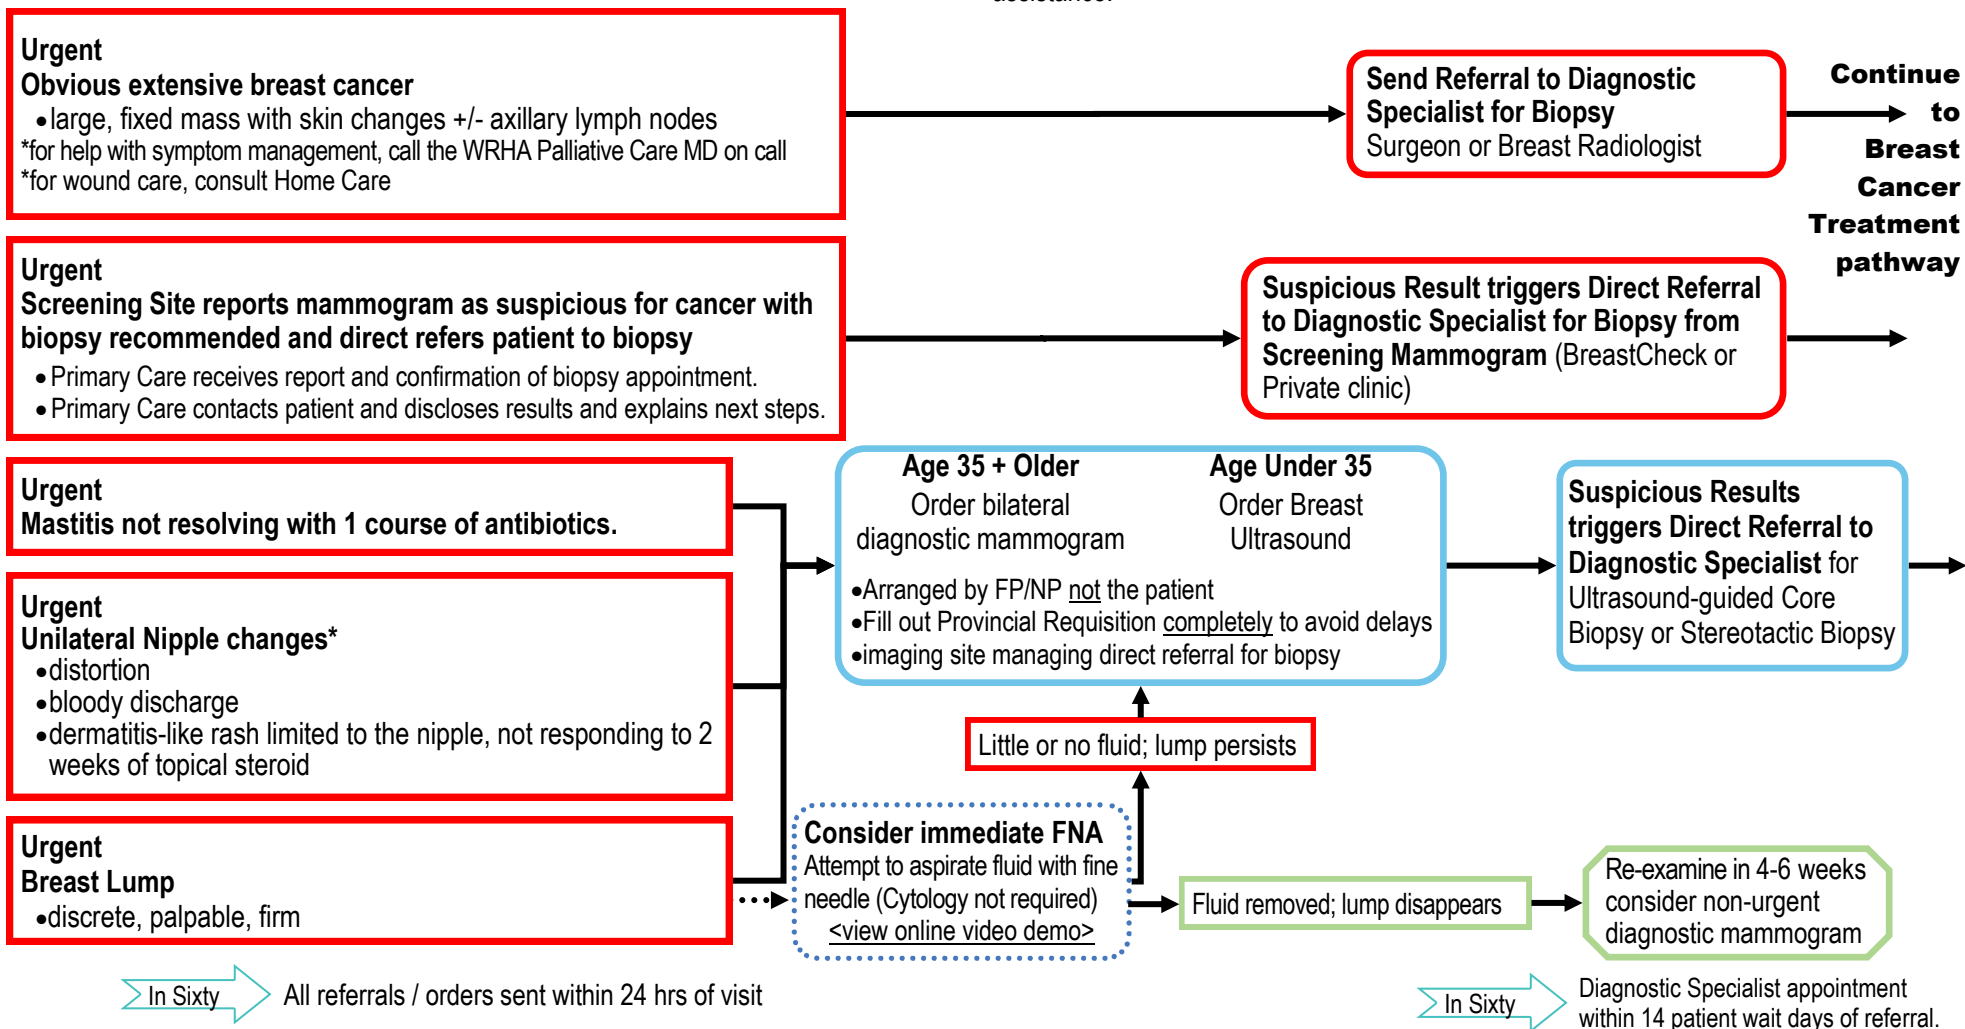 assistance.
Urgent
Obvious extensive breast cancer
•large, fixed mass with skin changes +/- axillary lymph nodes
*for help with symptom management, call the WRHA Palliative Care MD on call
*for wound care, consult Home Care
Send Referral to Diagnostic
Specialist for Biopsy
Surgeon or Breast Radiologist
Continue
to
Breast
Cancer
Treatment
pathway
Urgent
Screening Site reports mammogram as suspicious for cancer with
biopsy recommended and direct refers patient to biopsy
•Primary Care receives report and confirmation of biopsy appointment.
•Primary Care contacts patient and discloses results and explains next steps.
Suspicious Result triggers Direct Referral
to Diagnostic Specialist for Biopsy from
Screening Mammogram (BreastCheck or
Private clinic)
Urgent
Mastitis not resolving with 1 course of antibiotics.
Urgent
Unilateral Nipple changes*
•distortion
•bloody discharge
•dermatitis-like rash limited to the nipple, not responding to 2
weeks of topical steroid
Urgent
Breast Lump
•discrete, palpable, firm
Age 35 + Older
Order bilateral
diagnostic mammogram
Age Under 35
Order Breast
Ultrasound
•Arranged by FP/NP not the patient
•Fill out Provincial Requisition completely to avoid delays
•imaging site managing direct referral for biopsy
Suspicious Results
triggers Direct Referral to
Diagnostic Specialist for
Ultrasound-guided Core
Biopsy or Stereotactic Biopsy
Little or no fluid; lump persists
Consider immediate FNA
Attempt to aspirate fluid with fine
needle (Cytology not required)
<view online video demo>
Fluid removed; lump disappears
Re-examine in 4-6 weeks
consider non-urgent
diagnostic mammogram
In Sixty
All referrals / orders sent within 24 hrs of visit
In Sixty
Diagnostic Specialist appointment
within 14 patient wait days of referral.